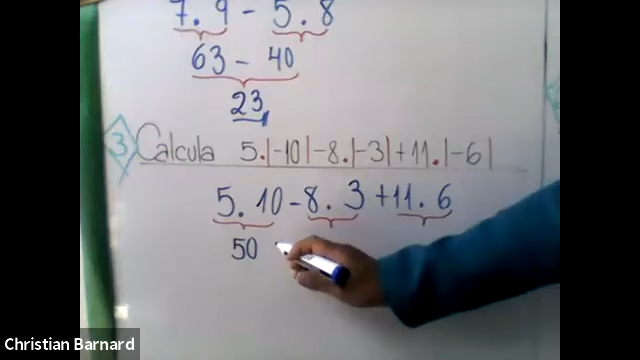 7.9 - 5.8
63 - 40
23
3 Calcula 5.|-10|-8.|-3|+11.|-6|
5.10-8.3+11.6
50
Christian Barnard